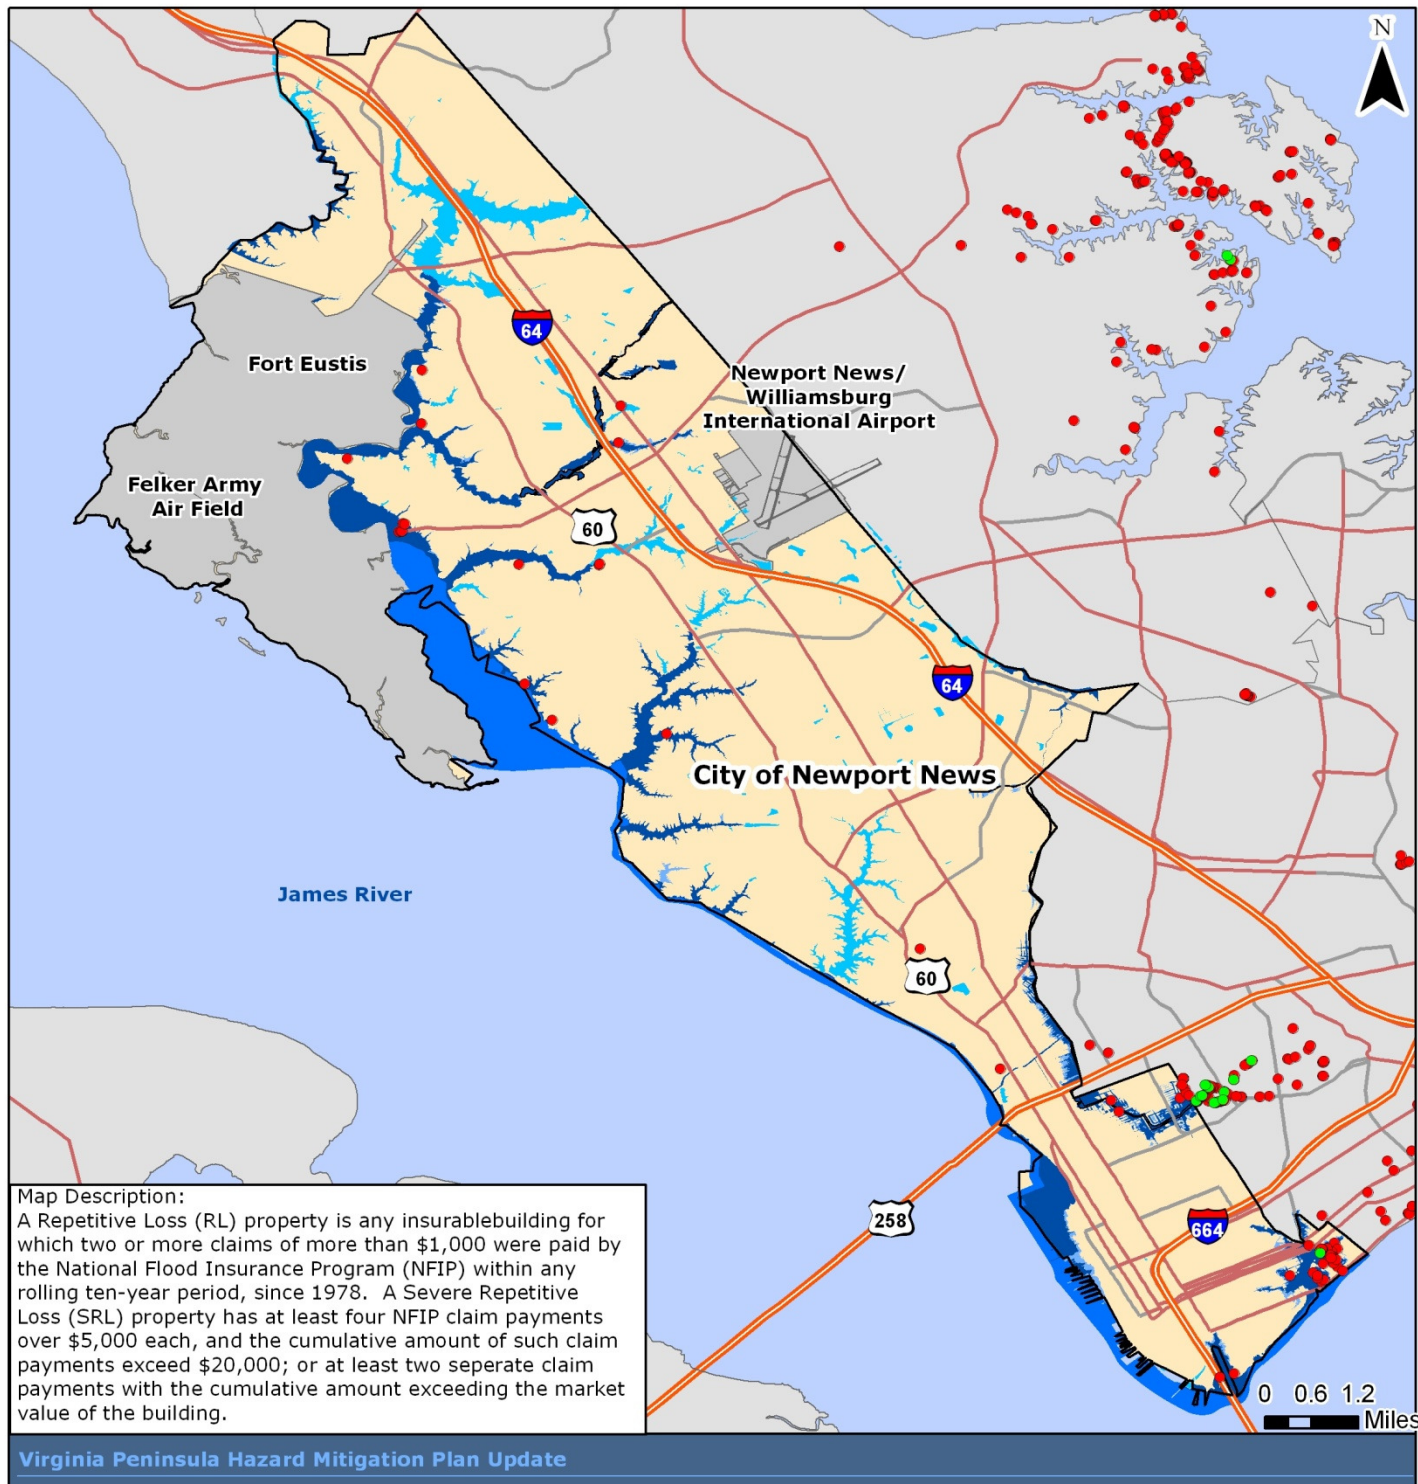 N
64
Fort Eustis
Newport News/
Williamsburg
International Airport
Felker Army
Air Field
60
64
City of Newport News
James River
60
258
664
Map Description:
A Repetitive Loss (RL) property is any insurablebuilding for
which two or more claims of more than $1,000 were paid by
the National Flood Insurance Program (NFIP) within any
rolling ten-year period, since 1978.  A Severe Repetitive
Loss (SRL) property has at least four NFIP claim payments
over $5,000 each, and the cumulative amount of such claim
payments exceed $20,000; or at least two seperate claim
payments with the cumulative amount exceeding the market
value of the building.
0 0.6 1.2
Miles
Virginia Peninsula Hazard Mitigation Plan Update